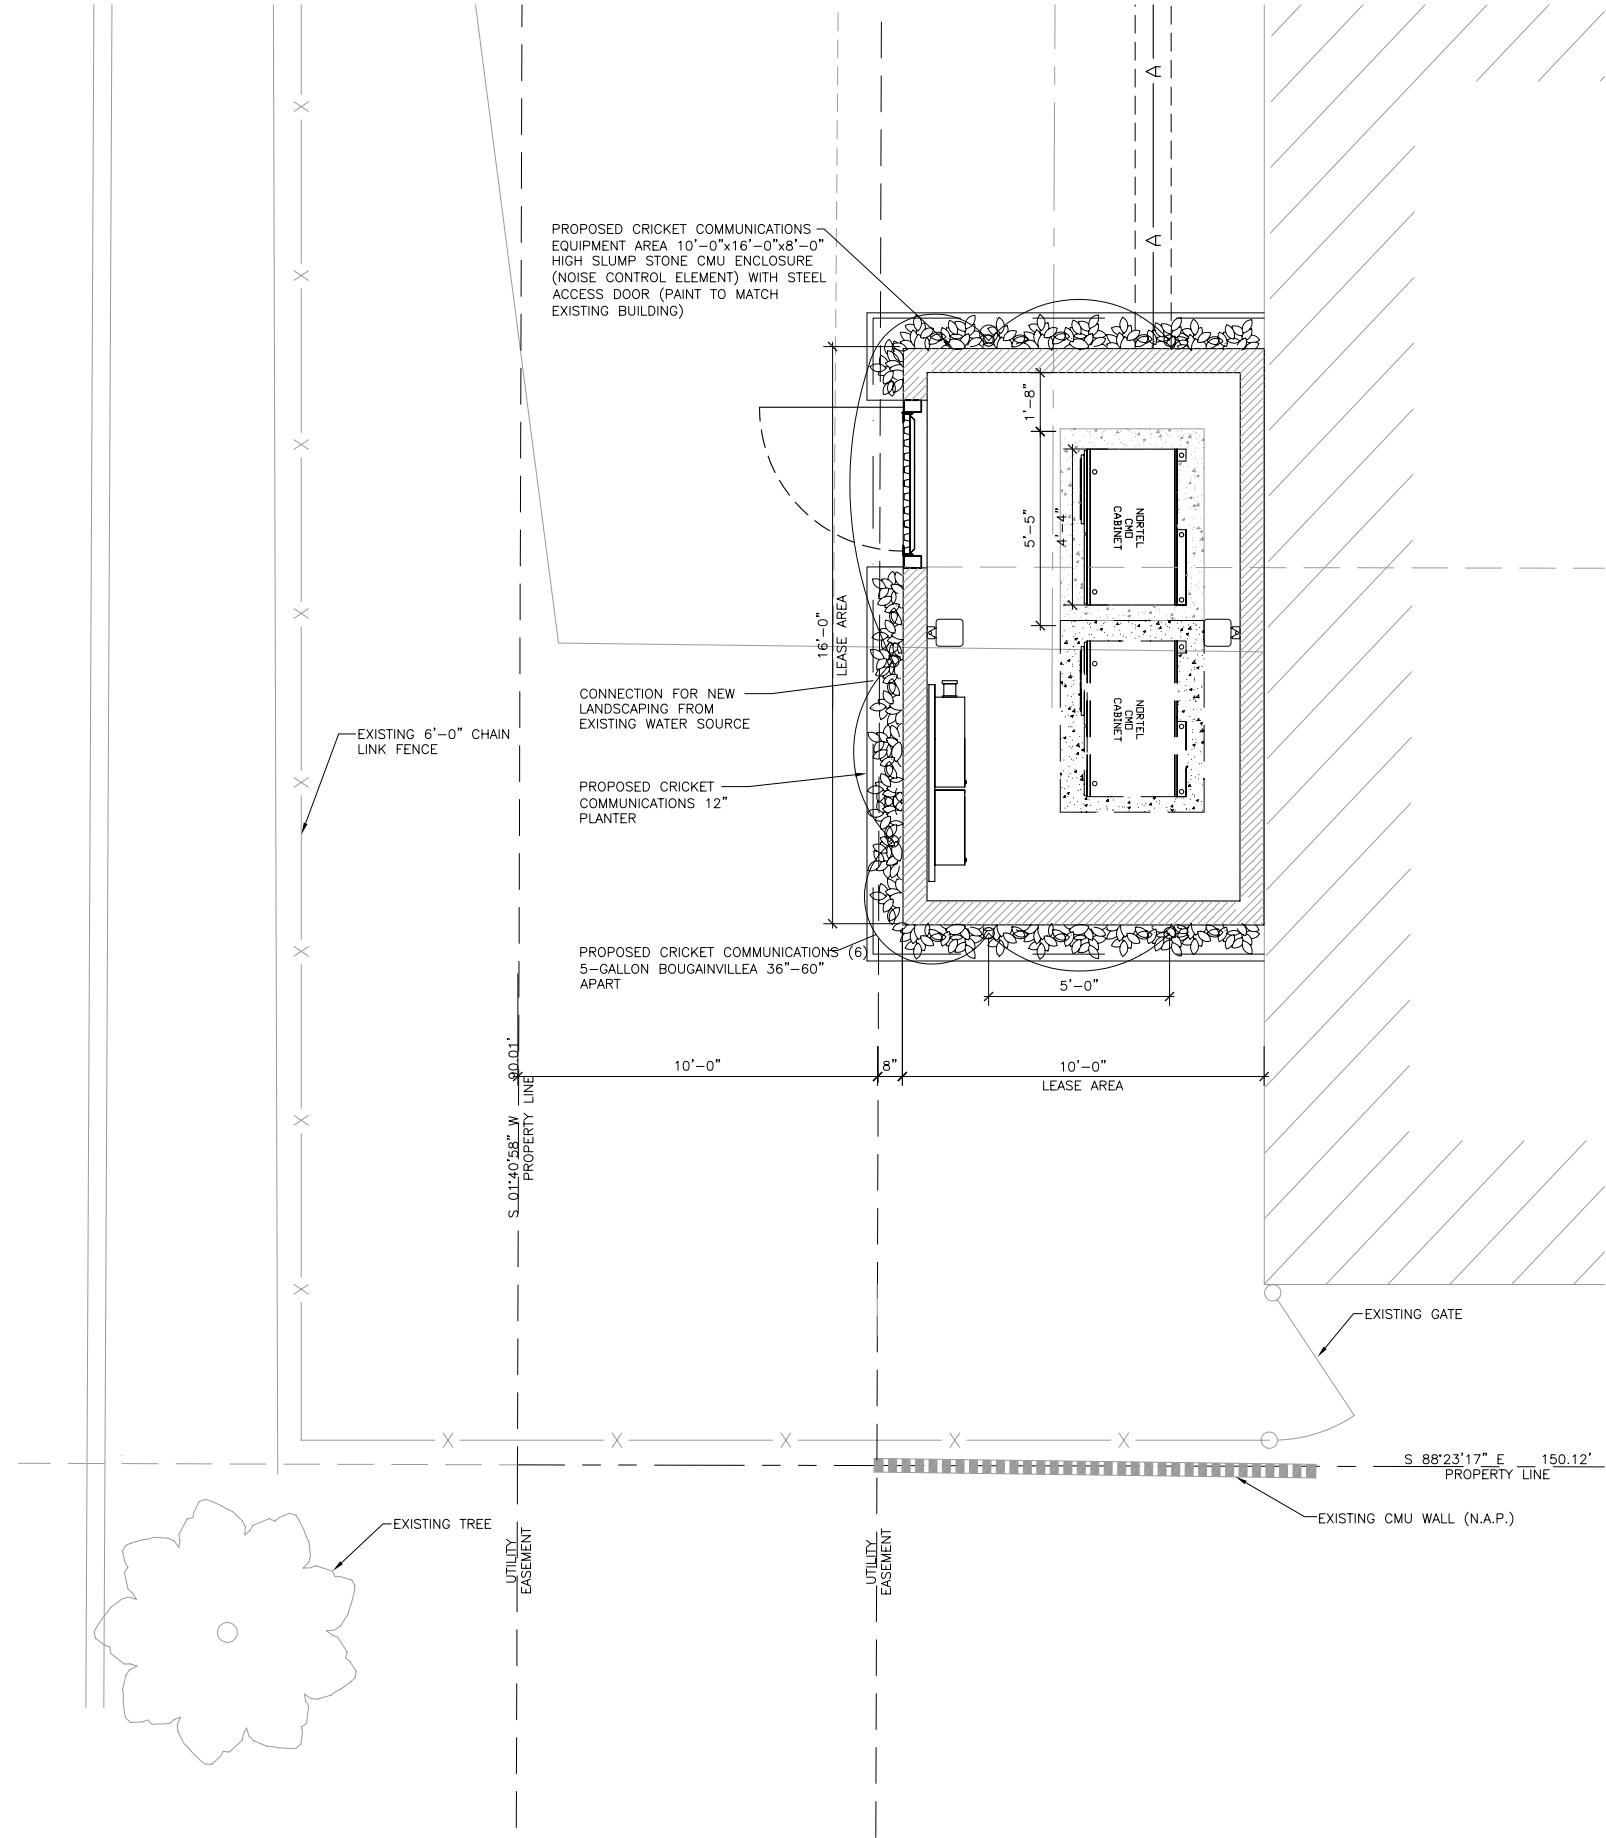 A
A
PROPOSED CRICKET COMMUNICATIONS
EQUIPMENT AREA 10'-0"x16'-0"x8'-0"
HIGH SLUMP STONE CMU ENCLOSURE
(NOISE CONTROL ELEMENT) WITH STEEL
ACCESS DOOR (PAINT TO MATCH
EXISTING BUILDING)
1'-8"
5'-5"
4'-4"
NORTEL
CMO
CABINET
16'-0"
LEASE AREA
CONNECTION FOR NEW
LANDSCAPING FROM
EXISTING WATER SOURCE
NORTEL
CMO
CABINET
EXISTING 6'-0" CHAIN
LINK FENCE
PROPOSED CRICKET
COMMUNICATIONS 12"
PLANTER
PROPOSED CRICKET COMMUNICATIONS (6)
5-GALLON BOUGAINVILLEA 36"-60"
APART
5'-0"
10'-0"
8"
10'-0"
LEASE AREA
S 01°40'58" W 90.01'
PROPERTY LINE
EXISTING GATE
X
X
X
X
X
X
X
X
X
X
X
X
X
S 88°23'17" E 150.12'
PROPERTY LINE
EXISTING CMU WALL (N.A.P.)
EXISTING TREE
UTILITY
EASEMENT
UTILITY
EASEMENT